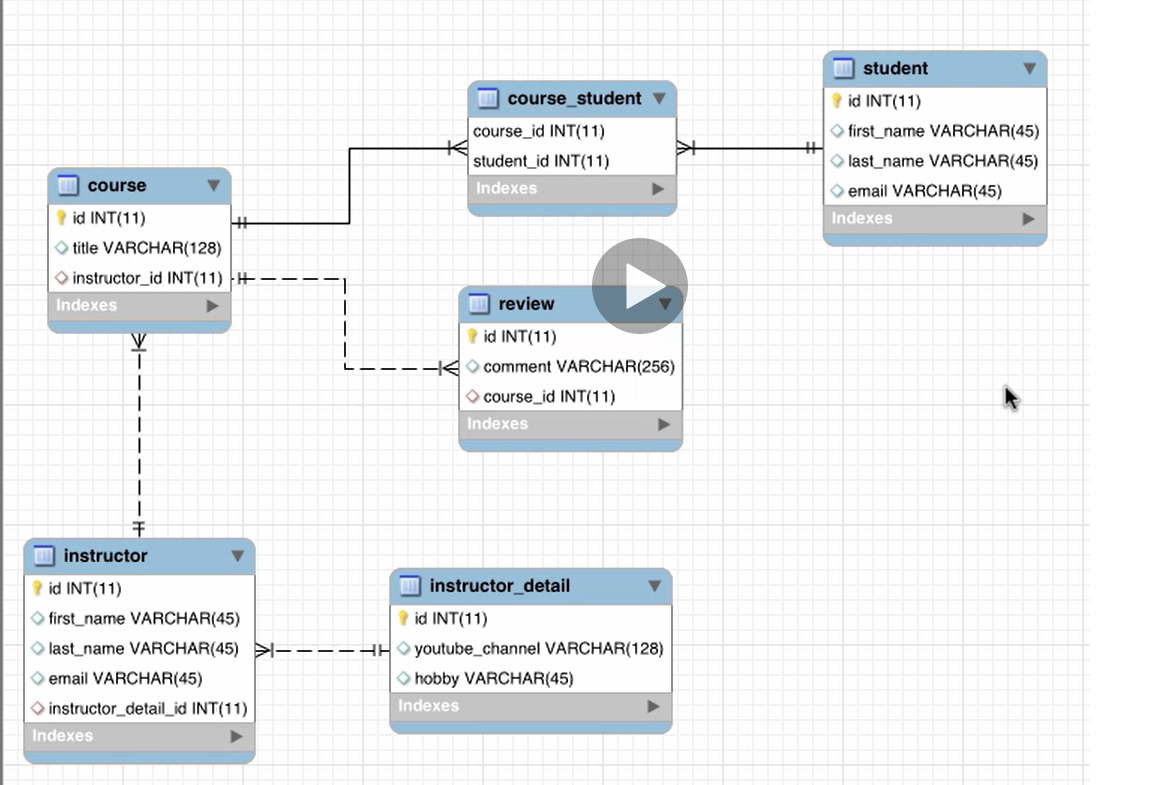 student
id INT(11)
first_name VARCHAR(45)
last_name VARCHAR(45)
email VARCHAR(45)
Indexes
course_student
course_id INT(11)
student_id INT(11)
Indexes
course
id INT(11)
title VARCHAR(128)
instructor_id INT(11)
Indexes
review
id INT(11)
comment VARCHAR(256)
course_id INT(11)
Indexes
instructor
id INT(11)
first_name VARCHAR(45)
last_name VARCHAR(45)
email VARCHAR(45)
instructor_detail_id INT(11)
Indexes
instructor_detail
id INT(11)
youtube_channel VARCHAR(128)
hobby VARCHAR(45)
Indexes